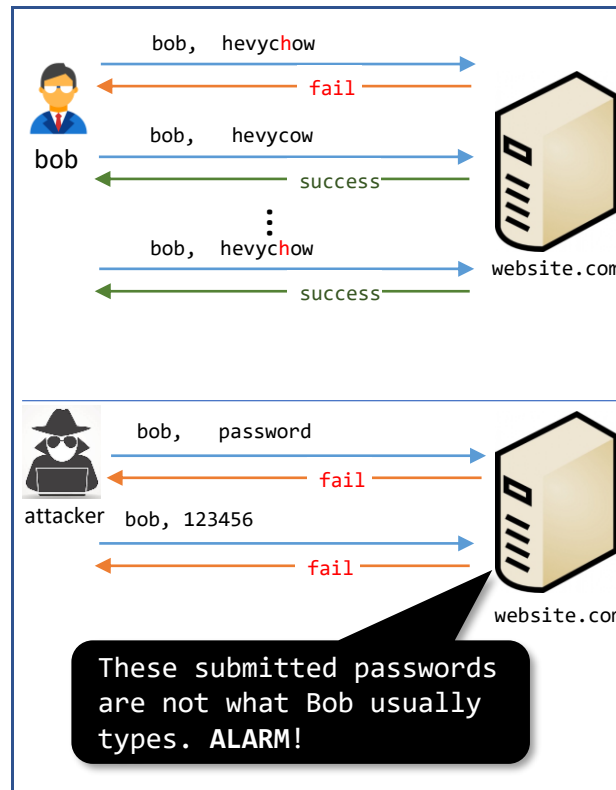 bob, hevychow
fail
bob
bob, hevycow
success
bob, hevychow
success
website.com
bob, password
fail
attacker
bob, 123456
fail
website.com
These submitted passwords
are not what Bob usually
types. ALARM!